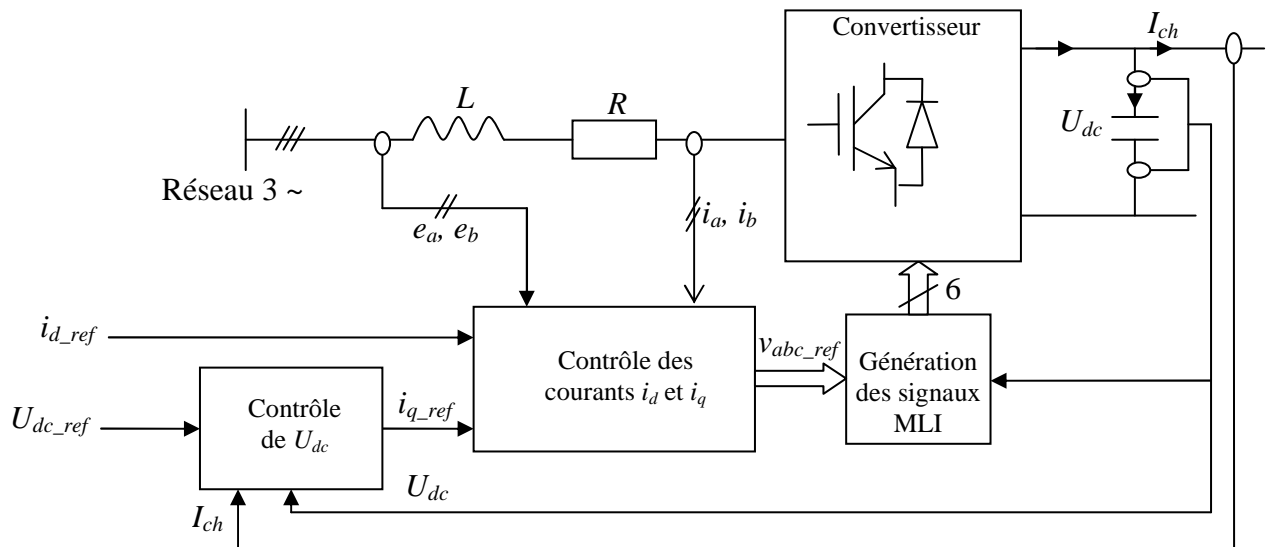 Convertisseur
I_ch
L
R
U_dc
Réseau 3 ~
e_a, e_b
i_a, i_b
6
i_d_ref
Contrôle des
courants i_d et i_q
v_abc_ref
Génération
des signaux
MLI
U_dc_ref
Contrôle
de U_dc
i_q_ref
U_dc
I_ch